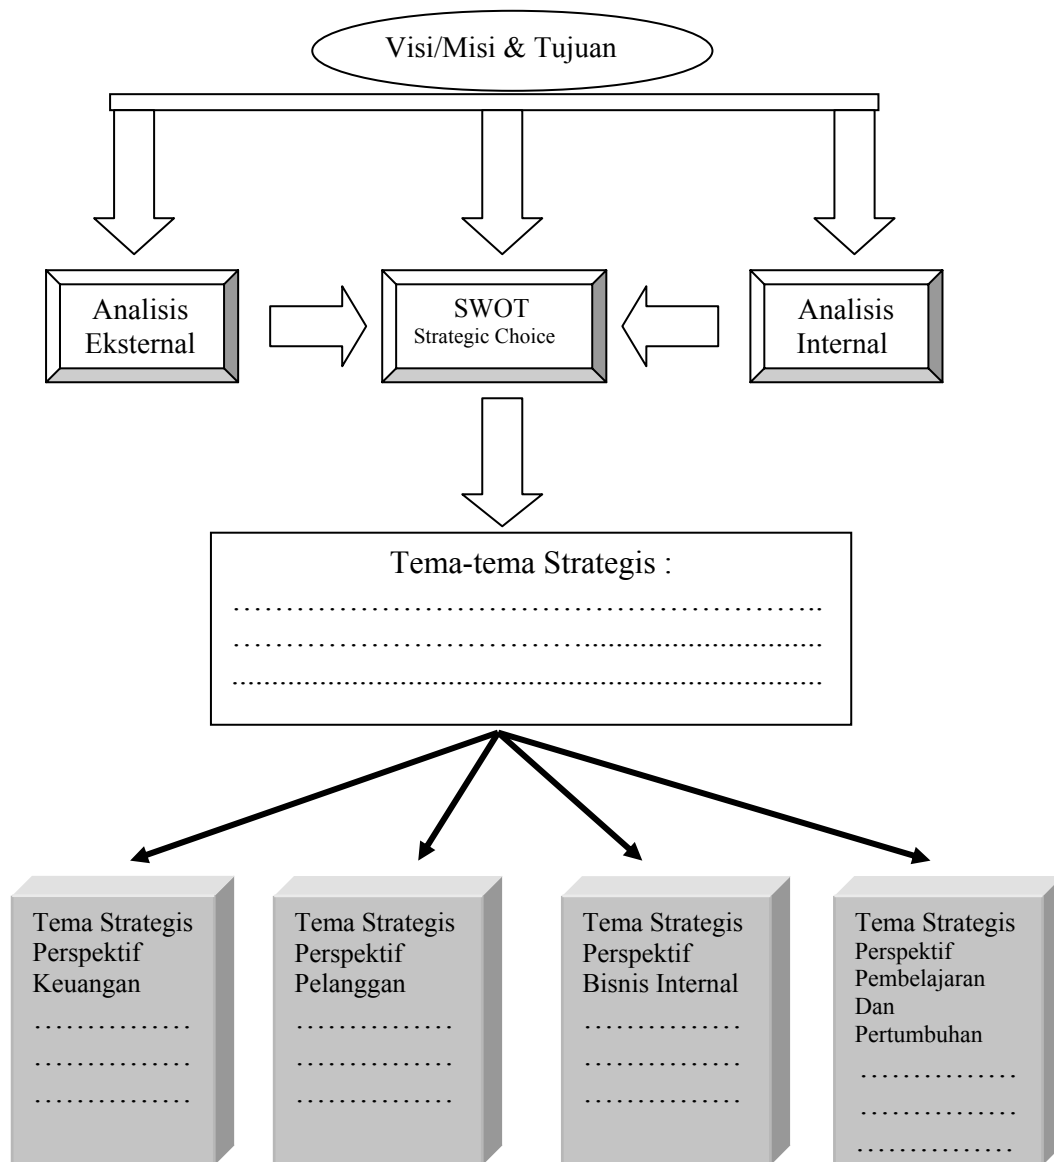 Visi/Misi & Tujuan
Analisis
Eksternal
SWOT
Strategic Choice
Analisis
Internal
Tema-tema Strategis :
…………………………………………………………..
………………………………......................................
..........................................................................................
Tema Strategis
Perspektif
Keuangan
……………
……………
……………
Tema Strategis
Perspektif
Pelanggan
……………
……………
……………
Tema Strategis
Perspektif
Bisnis Internal
……………
……………
……………
Tema Strategis
Perspektif
Pembelajaran
Dan
Pertumbuhan
……………
……………
……………